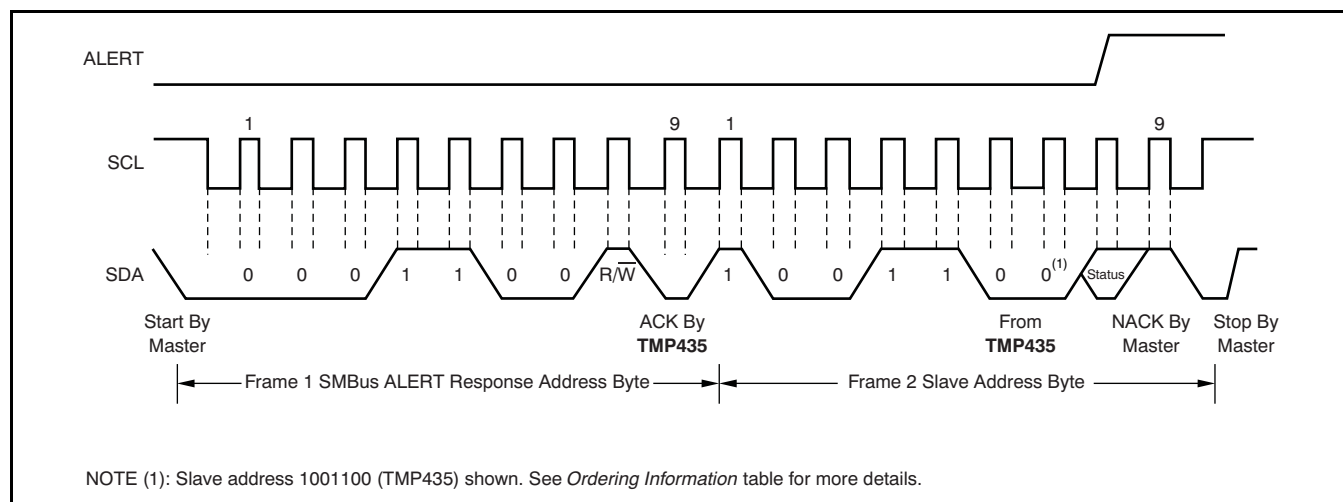 ALERT
1 9 1 9
SCL
SDA 0 0 0 1 1 0 0 R/W̅ 1 0 0 1 1 0 0(1) Status
Start By Master
ACK By TMP435
From TMP435
NACK By Master
Stop By Master
Frame 1 SMBus ALERT Response Address Byte Frame 2 Slave Address Byte
NOTE (1): Slave address 1001100 (TMP435) shown. See Ordering Information table for more details.